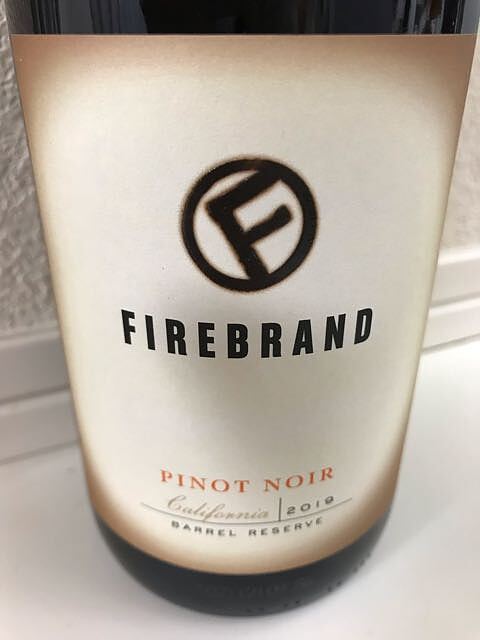 F
FIREBRAND
PINOT NOIR
California 2019
BARREL RESERVE